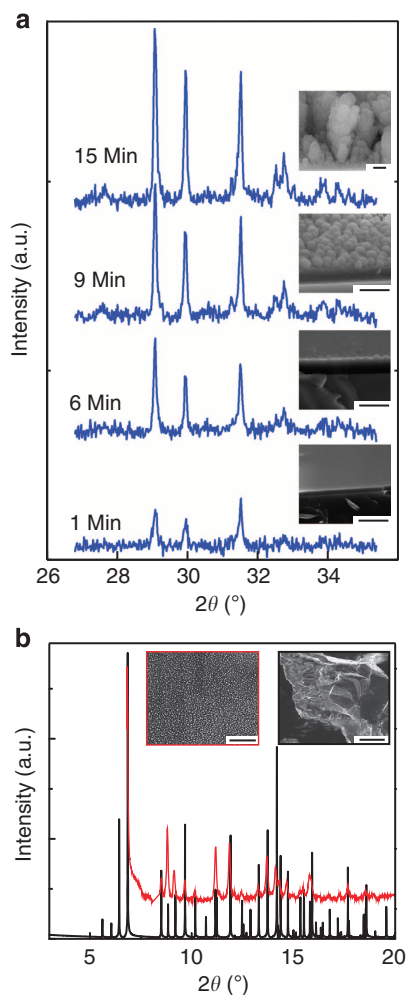 a
15 Min
9 Min
6 Min
1 Min
Intensity (a.u.)
26 28 30 32 34
2θ (°)
b
Intensity (a.u.)
5 10 15 20
2θ (°)